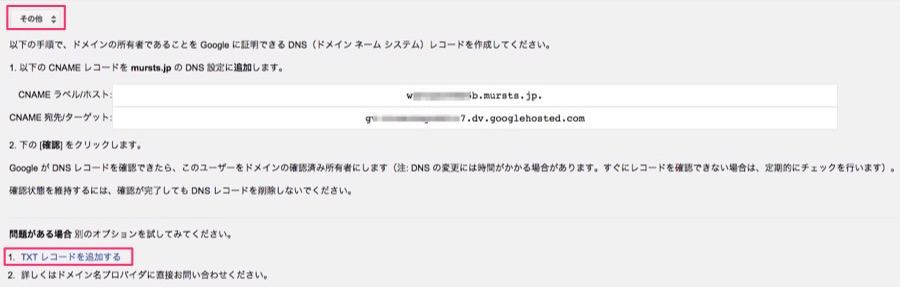 その他
以下の手順で、ドメインの所有者であることを Google に証明できる DNS（ドメイン ネーム システム）レコードを作成してください。
1. 以下の CNAME レコードを mursts.jp の DNS 設定に追加します。
CNAME ラベル/ホスト: b.mursts.jp.
CNAME 宛先/ターゲット: 7.dv.googlehosted.com
2. 下の [確認] をクリックします。
Google が DNS レコードを確認できたら、このユーザーをドメインの確認済み所有者にします（注: DNS の変更には時間がかかる場合があります。すぐにレコードを確認できない場合は、定期的にチェックを行います）。
確認状態を維持するには、確認が完了しても DNS レコードを削除しないでください。
問題がある場合 別のオプションを試してみてください。
1. TXT レコードを追加する
2. 詳しくはドメイン名プロバイダに直接お問い合わせください。